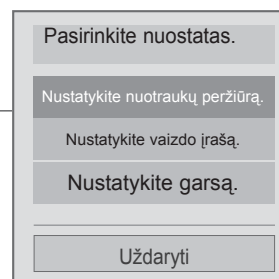 Pasirinkite nuostatas.
Nustatykite nuotraukų peržiūrą.
Nustatykite vaizdo įrašą.
Nustatykite garsą.
Uždaryti